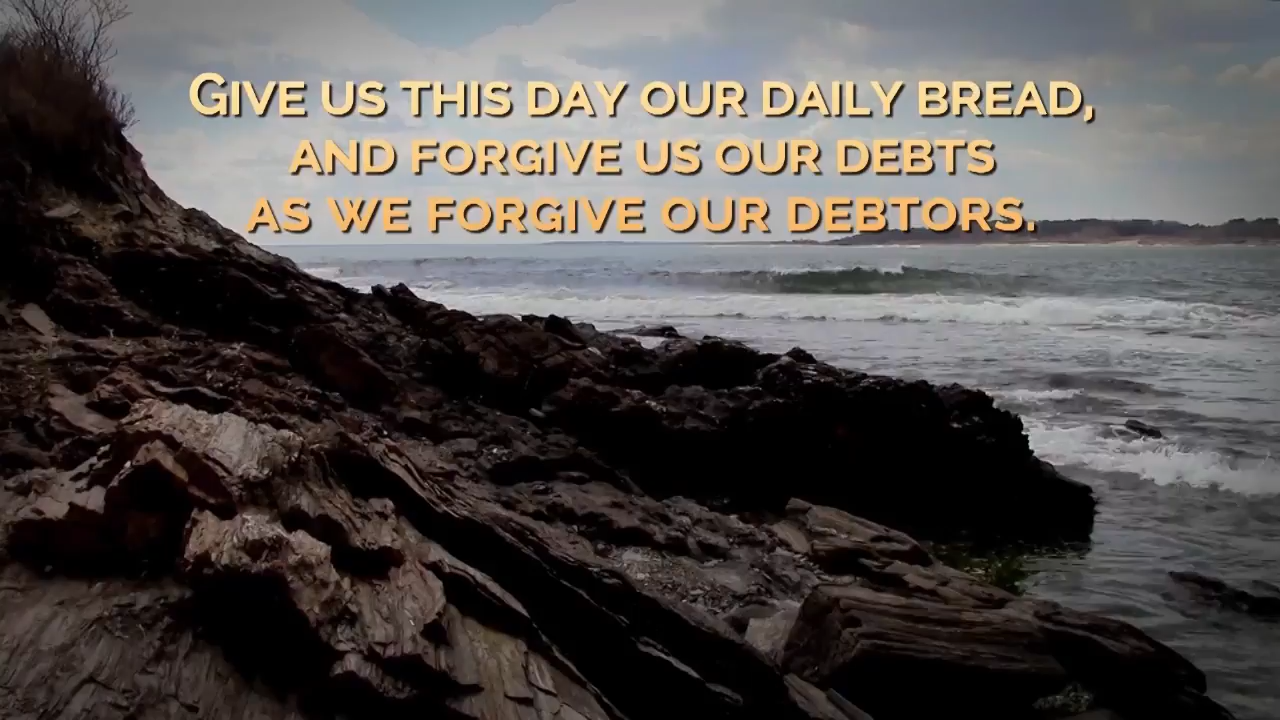 Give us this day our daily bread,
and forgive us our debts
as we forgive our debtors.